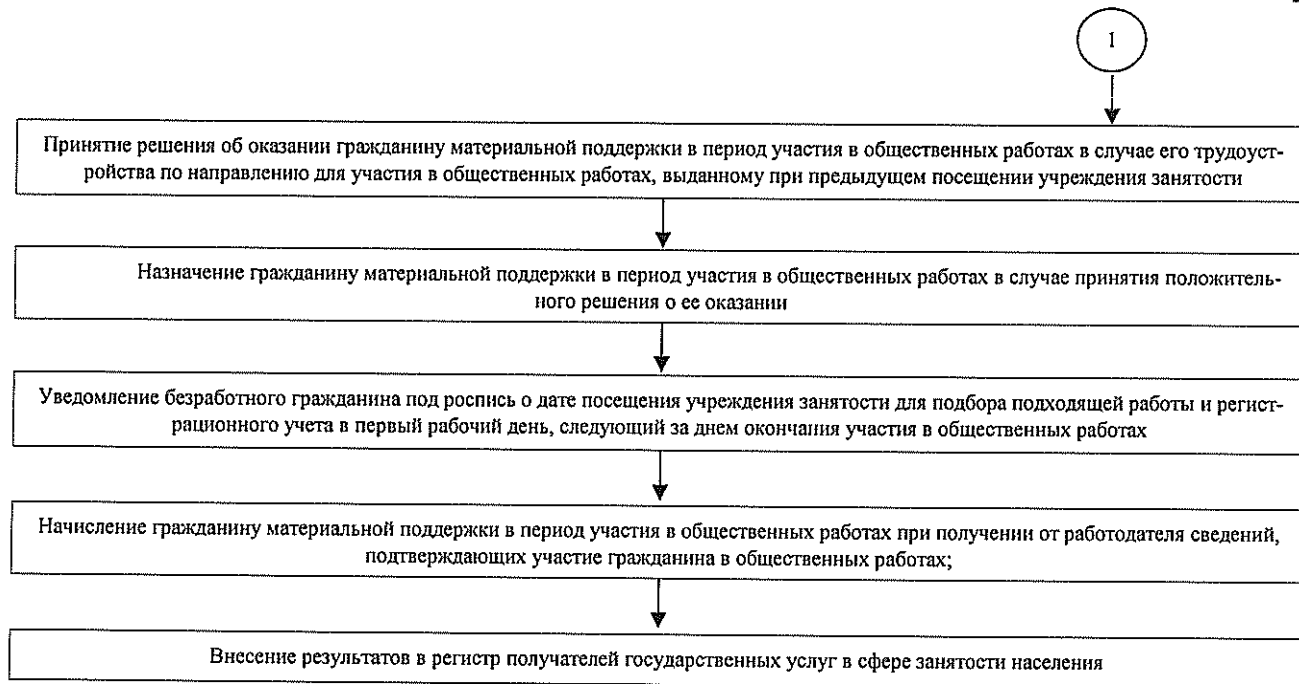 1
Принятие решения об оказании гражданину материальной поддержки в период участия в общественных работах в случае его трудоуст-
ройства по направлению для участия в общественных работах, выданному при предыдущем посещении учреждения занятости
Назначение гражданину материальной поддержки в период участия в общественных работах в случае принятия положитель-
ного решения о ее оказании
Уведомление безработного гражданина под роспись о дате посещения учреждения занятости для подбора подходящей работы и регист-
рационного учета в первый рабочий день, следующий за днем окончания участия в общественных работах
Начисление гражданину материальной поддержки в период участия в общественных работах при получении от работодателя сведений,
подтверждающих участие гражданина в общественных работах;
Внесение результатов в регистр получателей государственных услуг в сфере занятости населения